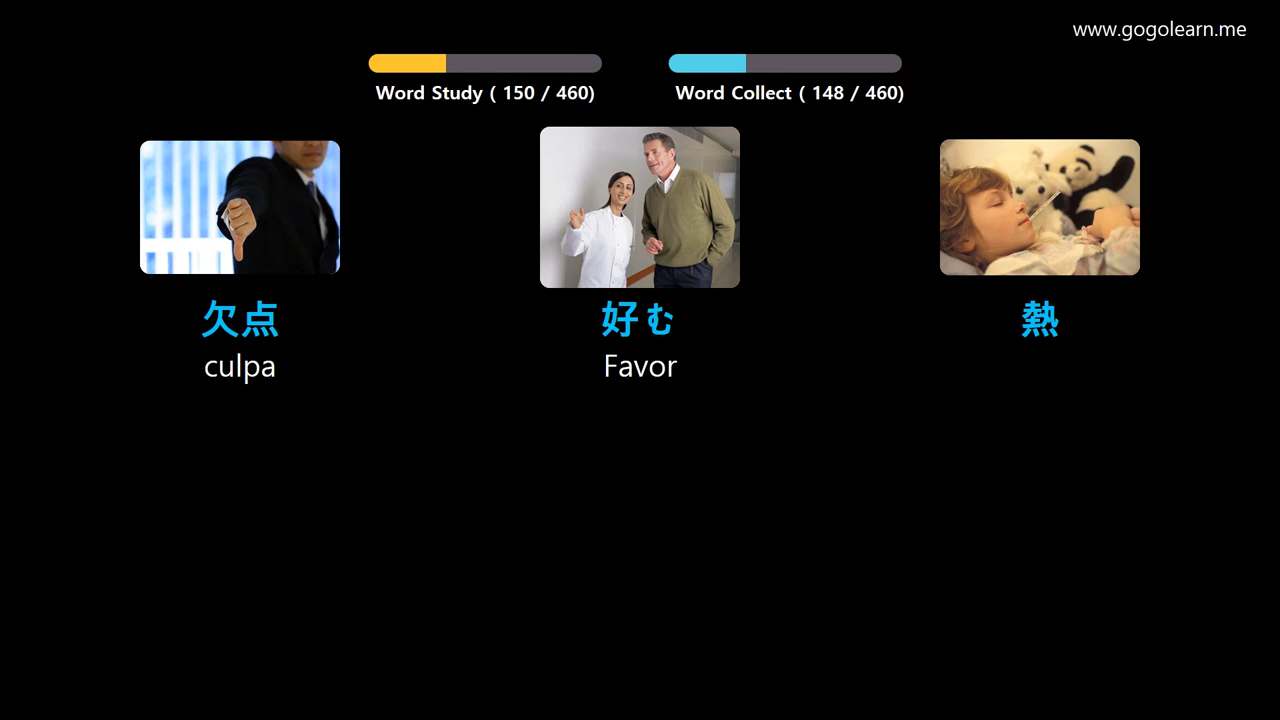 www.gogolearn.me
Word Study ( 150 / 460)
Word Collect ( 148 / 460)
欠点
culpa
好む
Favor
熱